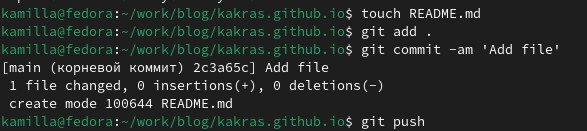 kamilla@fedora:~/work/blog/kakras.github.io$ touch README.md
kamilla@fedora:~/work/blog/kakras.github.io$ git add .
kamilla@fedora:~/work/blog/kakras.github.io$ git commit -am 'Add file'
[main (корневой коммит) 2c3a65c] Add file
 1 file changed, 0 insertions(+), 0 deletions(-)
 create mode 100644 README.md
kamilla@fedora:~/work/blog/kakras.github.io$ git push